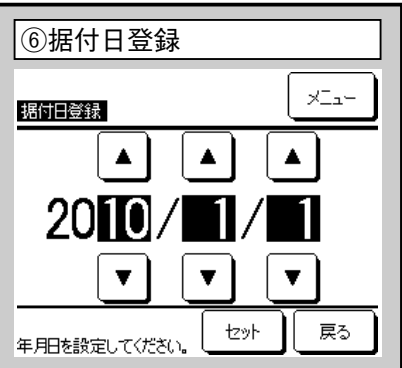 ⑥据付日登録
メニュー
据付日登録
▲ ▲ ▲
2010/ 1/ 1
▼ ▼ ▼
年月日を設定してください。 セット 戻る